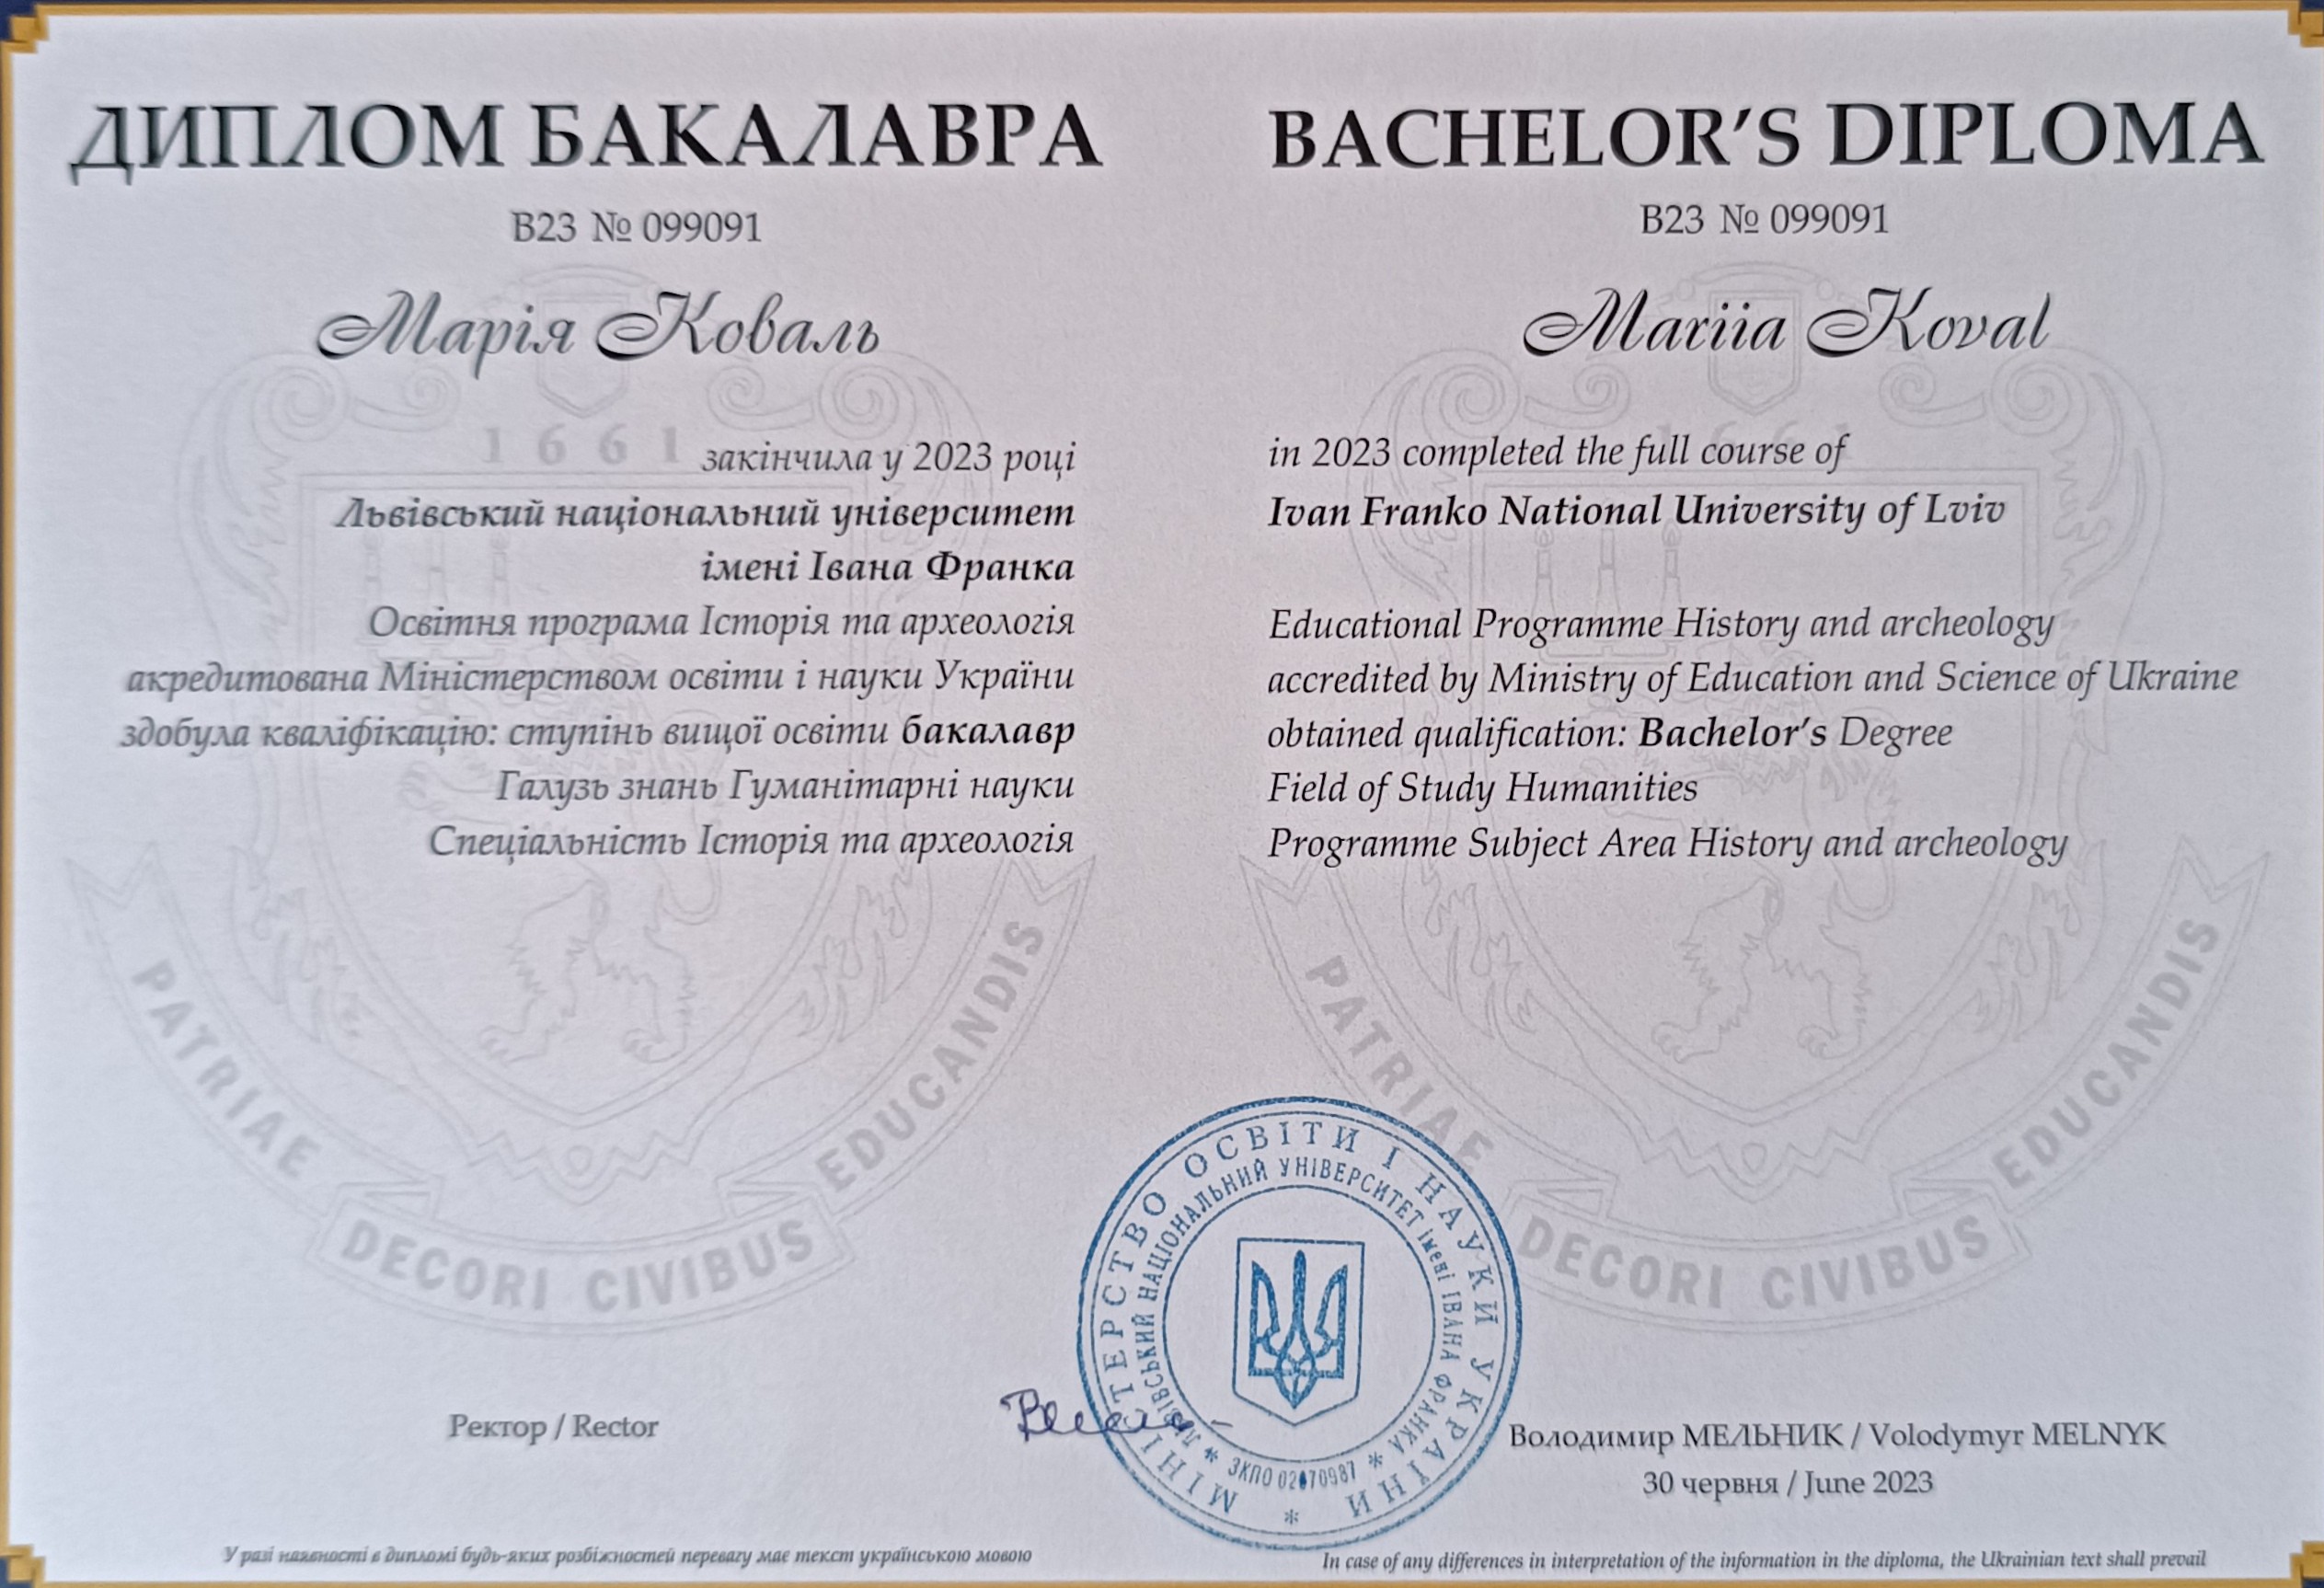 ДИПЛОМ БАКАЛАВРА
В23 № 099091
Марія Коваль
1661
закінчила у 2023 році
Львівський національний університет
імені Івана Франка
Освітня програма Історія та археологія
акредитована Міністерством освіти і науки України
здобула кваліфікацію: ступінь вищої освіти бакалавр
Галузь знань Гуманітарні науки
Спеціальність Історія та археологія
PATRIAE DECORI CIVIBUS EDUCANDIS
BACHELOR'S DIPLOMA
B23 № 099091
Mariia Koval
in 2023 completed the full course of
Ivan Franko National University of Lviv
Educational Programme History and archeology
accredited by Ministry of Education and Science of Ukraine
obtained qualification: Bachelor's Degree
Field of Study Humanities
Programme Subject Area History and archeology
PATRIAE DECORI CIVIBUS EDUCANDIS
МІНІСТЕРСТВО ОСВІТИ І НАУКИ УКРАЇНИ *
ЛЬВІВСЬКИЙ НАЦІОНАЛЬНИЙ УНІВЕРСИТЕТ імені ІВАНА ФРАНКА
* ЗКПО 02070987 *
Ректор / Rector
Володимир МЕЛЬНИК / Volodymyr MELNYK
30 червня / June 2023
У разі наявності в дипломі будь-яких розбіжностей перевагу має текст українською мовою
In case of any differences in interpretation of the information in the diploma, the Ukrainian text shall prevail